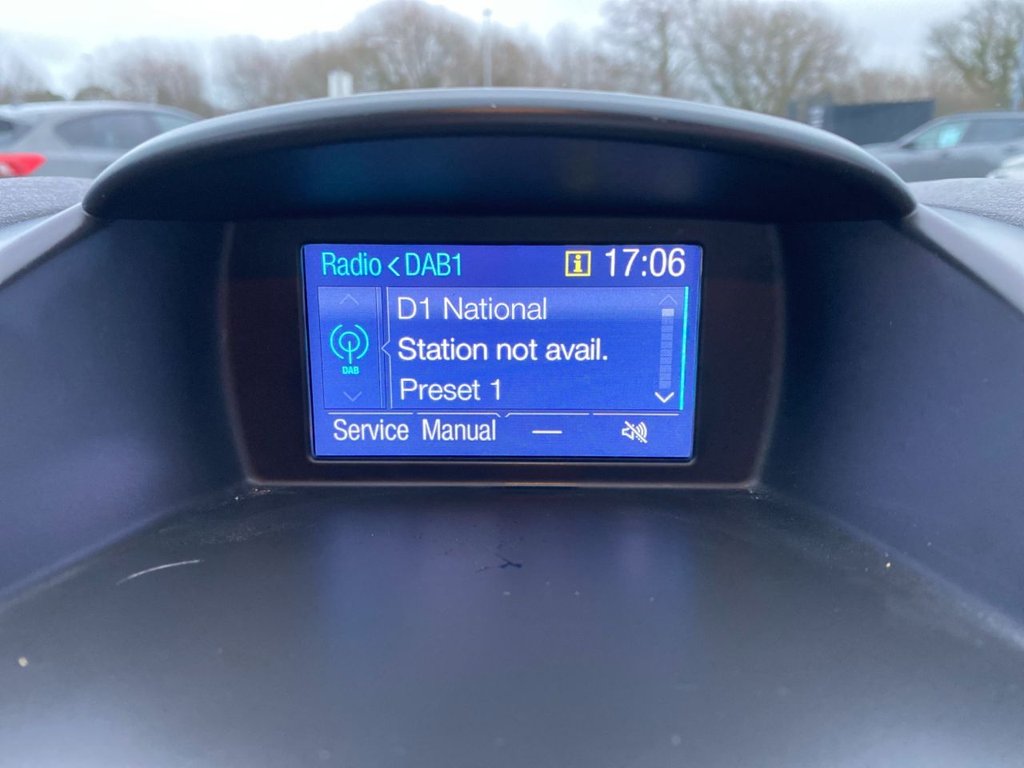 Radio < DAB1 i 17:06
D1 National
Station not avail.
DAB
Preset 1
Service Manual —